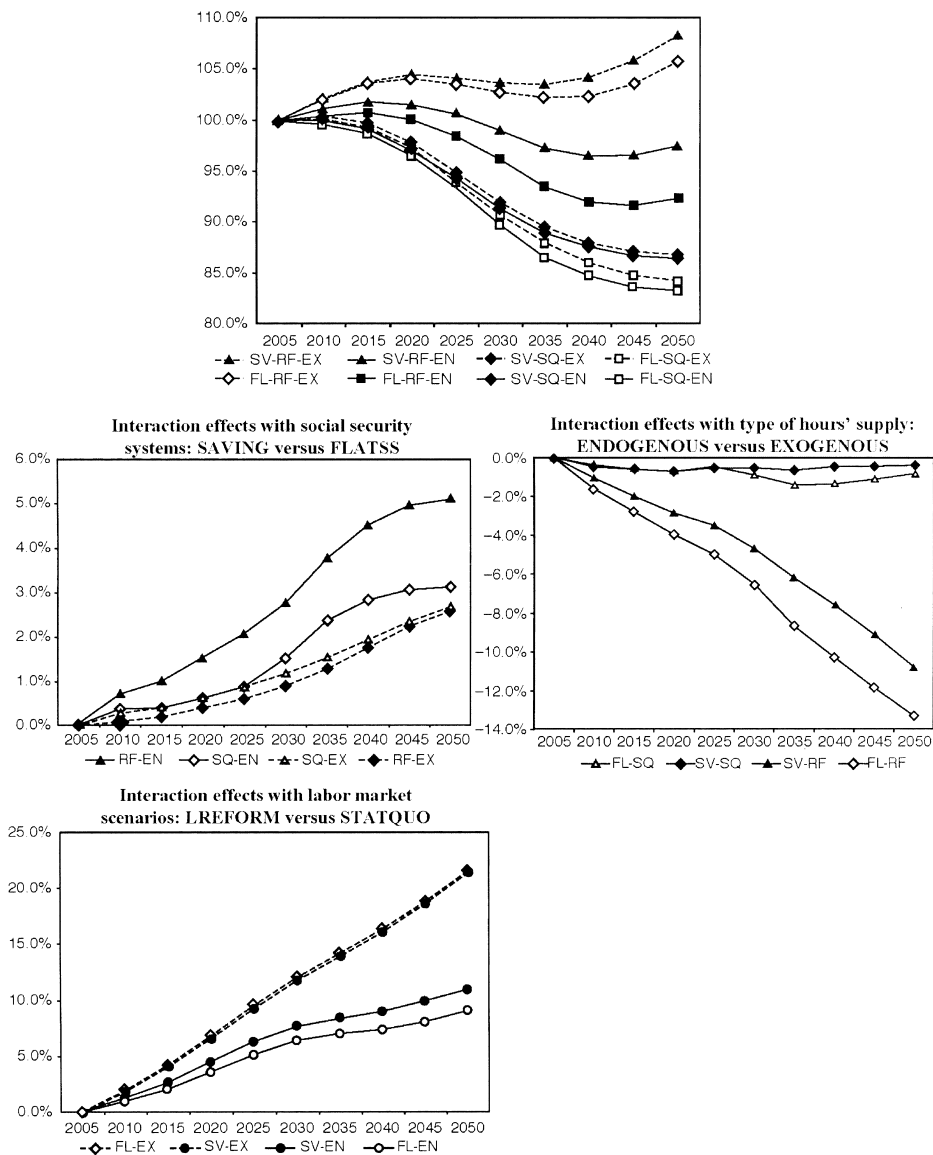 110.0%
105.0%
100.0%
95.0%
90.0%
85.0%
80.0%
2005 2010 2015 2020 2025 2030 2035 2040 2045 2050
SV-RF-EX SV-RF-EN SV-SQ-EX FL-SQ-EX
FL-RF-EX FL-RF-EN SV-SQ-EN FL-SQ-EN
Interaction effects with social security
systems: SAVING versus FLATSS
6.0%
5.0%
4.0%
3.0%
2.0%
1.0%
0.0%
2005 2010 2015 2020 2025 2030 2035 2040 2045 2050
RF-EN SQ-EN SQ-EX RF-EX
Interaction effects with type of hours' supply:
ENDOGENOUS versus EXOGENOUS
0.0%
−2.0%
−4.0%
−6.0%
−8.0%
−10.0%
−12.0%
−14.0%
2005 2010 2015 2020 2025 2030 2035 2040 2045 2050
FL-SQ SV-SQ SV-RF FL-RF
Interaction effects with labor market
scenarios: LREFORM versus STATQUO
25.0%
20.0%
15.0%
10.0%
5.0%
0.0%
2005 2010 2015 2020 2025 2030 2035 2040 2045 2050
FL-EX SV-EX SV-EN FL-EN